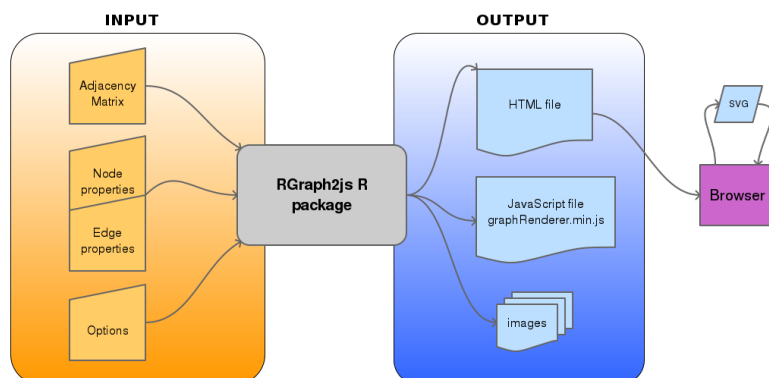 INPUT
OUTPUT
Adjacency
Matrix
Node
properties
Edge
properties
Options
RGraph2js R
package
HTML file
JavaScript file
graphRenderer.min.js
images
SVG
Browser